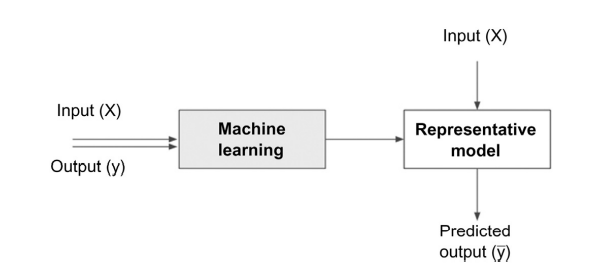 Input (X)
Input (X)
Output (y)
Machine
learning
Representative
model
Predicted
output (y̅)